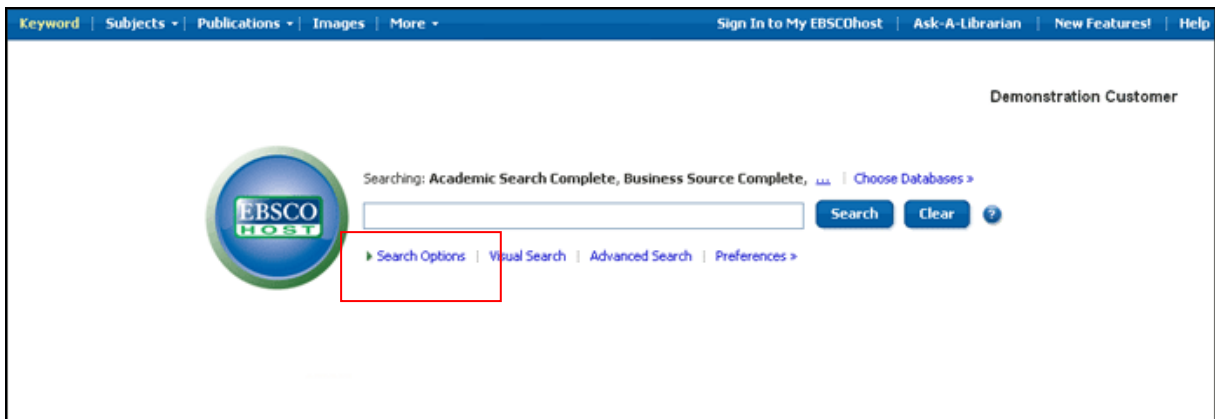 Keyword | Subjects | Publications | Images | More Sign In to My EBSCOhost | Ask-A-Librarian | New Features! | Help
Demonstration Customer
Searching: Academic Search Complete, Business Source Complete, ... | Choose Databases »
EBSCO
HOST
Search Clear ?
Search Options | Visual Search | Advanced Search | Preferences »